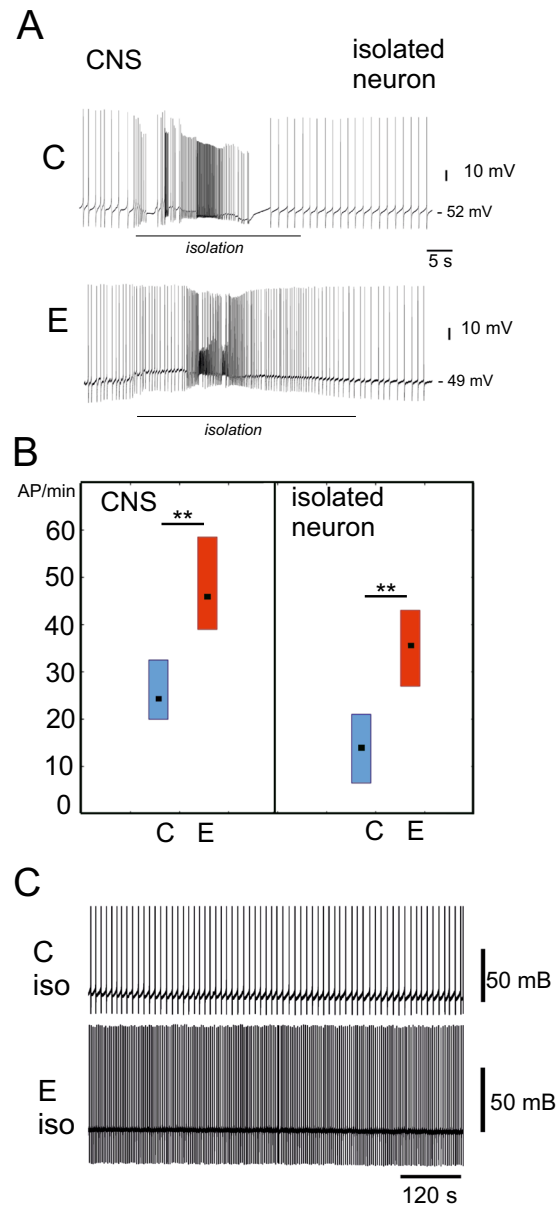 A
CNS
isolated
neuron
C
10 mV
- 52 mV
isolation
5 s
E
10 mV
- 49 mV
isolation
B
AP/min
CNS
isolated
neuron
**
**
60
50
40
30
20
10
0
C E C E
C
C
iso
50 mB
E
iso
50 mB
120 s